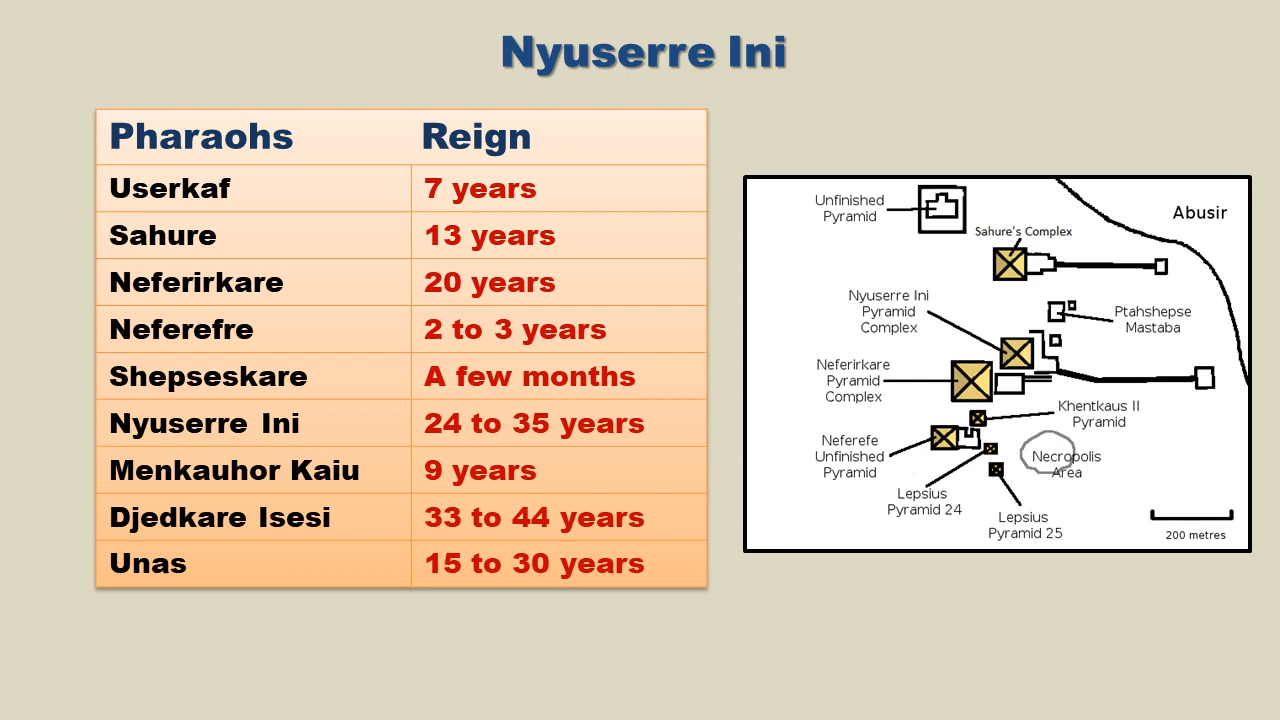 Nyuserre Ini
Pharaohs Reign
Userkaf 7 years
Sahure 13 years
Neferirkare 20 years
Neferefre 2 to 3 years
Shepseskare A few months
Nyuserre Ini 24 to 35 years
Menkauhor Kaiu 9 years
Djedkare Isesi 33 to 44 years
Unas 15 to 30 years
Unfinished
Pyramid
Abusir
Sahure's Complex
Nyuserre Ini
Pyramid
Complex
Ptahshepse
Mastaba
Neferirkare
Pyramid
Complex
Khentkaus II
Pyramid
Neferefe
Unfinished
Pyramid
Necropolis
Area
Lepsius
Pyramid 24
Lepsius
Pyramid 25
200 metres